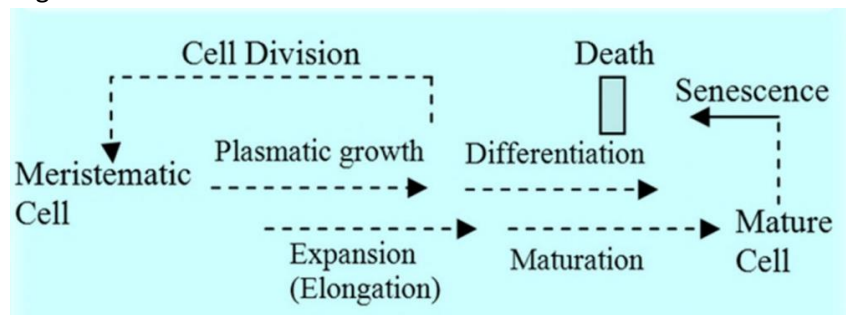 Cell Division
Death
Senescence
Plasmatic growth
Differentiation
Meristematic
Cell
Expansion
(Elongation)
Maturation
Mature
Cell